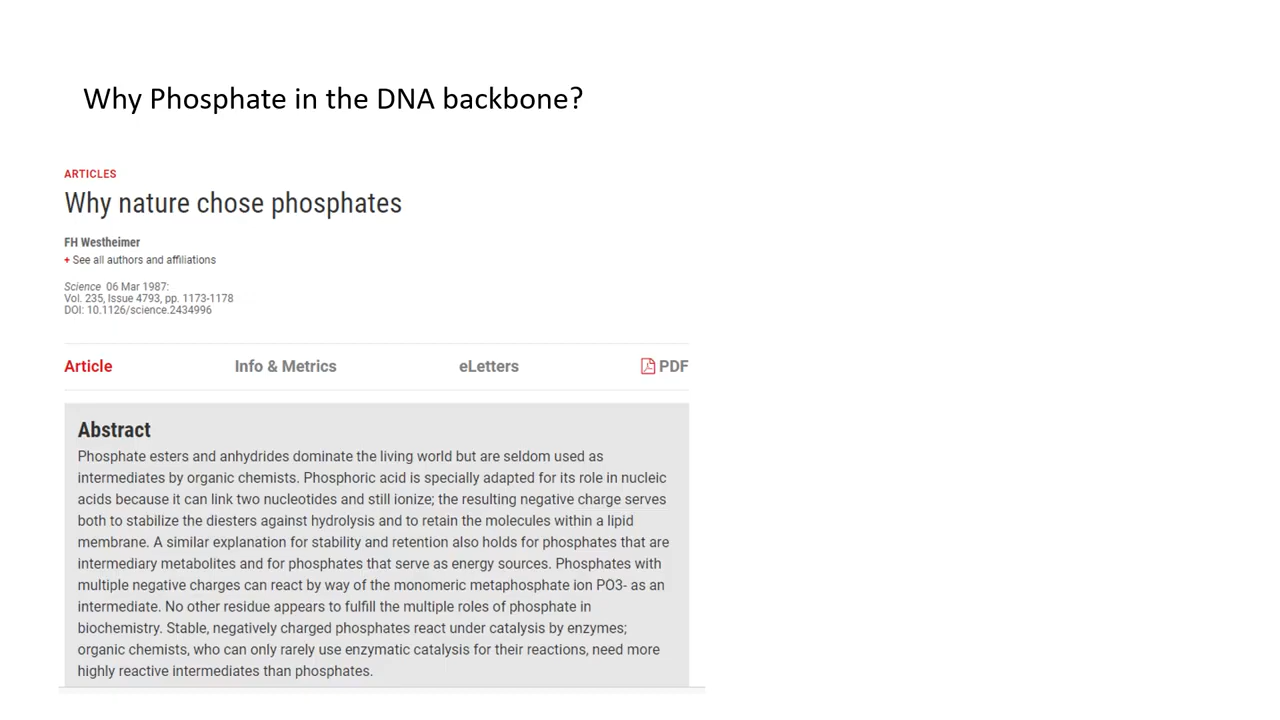 Why Phosphate in the DNA backbone?
ARTICLES
Why nature chose phosphates
FH Westheimer
+ See all authors and affiliations
Science 06 Mar 1987:
Vol. 235, Issue 4793, pp. 1173-1178
DOI: 10.1126/science.2434996
Article Info & Metrics eLetters PDF
Abstract
Phosphate esters and anhydrides dominate the living world but are seldom used as
intermediates by organic chemists. Phosphoric acid is specially adapted for its role in nucleic
acids because it can link two nucleotides and still ionize; the resulting negative charge serves
both to stabilize the diesters against hydrolysis and to retain the molecules within a lipid
membrane. A similar explanation for stability and retention also holds for phosphates that are
intermediary metabolites and for phosphates that serve as energy sources. Phosphates with
multiple negative charges can react by way of the monomeric metaphosphate ion PO3- as an
intermediate. No other residue appears to fulfill the multiple roles of phosphate in
biochemistry. Stable, negatively charged phosphates react under catalysis by enzymes;
organic chemists, who can only rarely use enzymatic catalysis for their reactions, need more
highly reactive intermediates than phosphates.